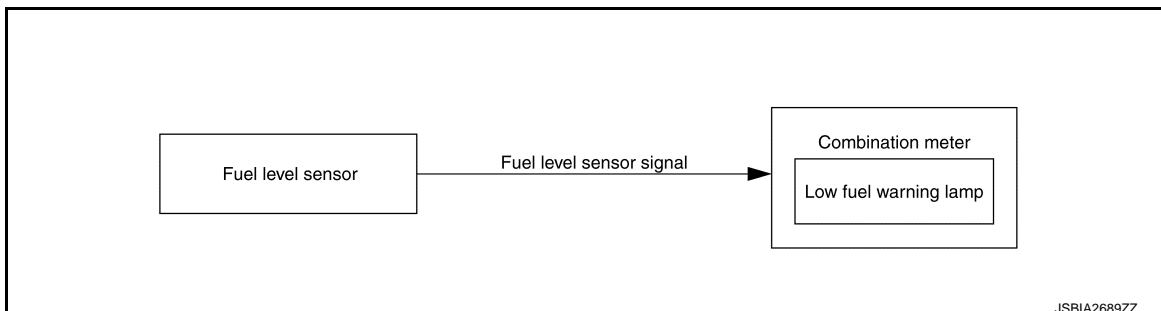 Fuel level sensor
Fuel level sensor signal
Combination meter
Low fuel warning lamp
JSBIA2689ZZ